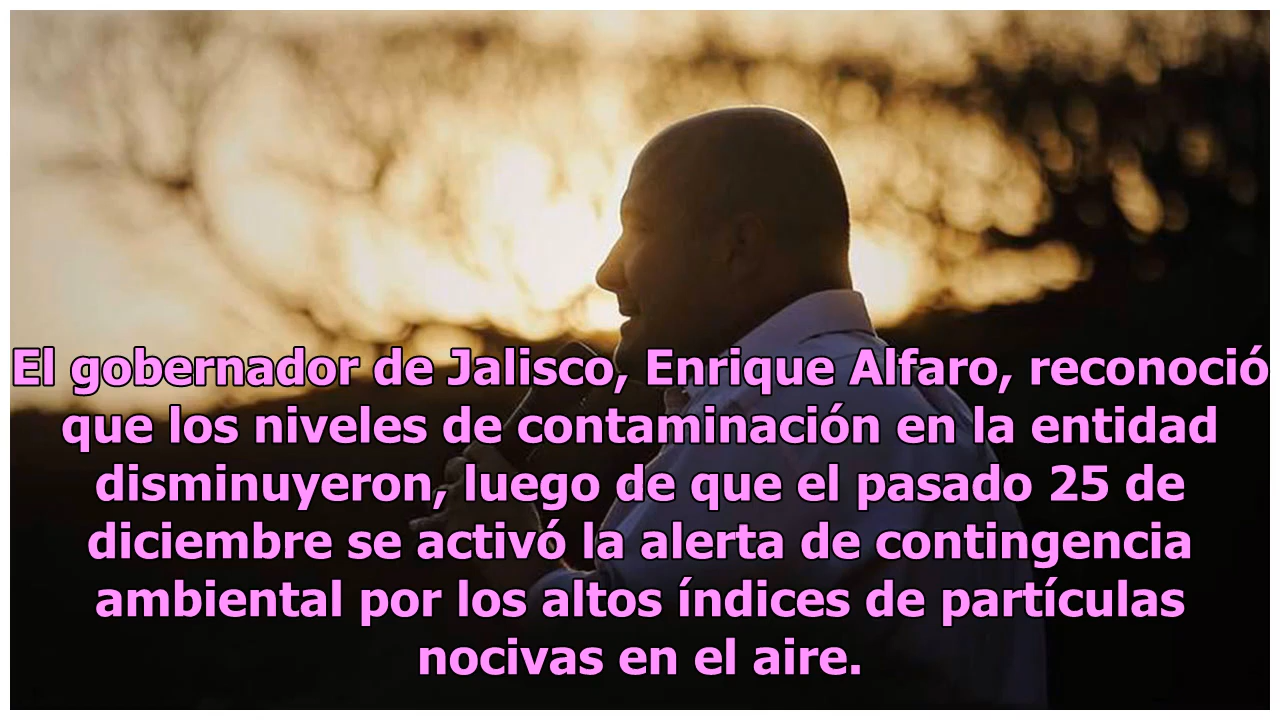 El gobernador de Jalisco, Enrique Alfaro, reconoció
que los niveles de contaminación en la entidad
disminuyeron, luego de que el pasado 25 de
diciembre se activó la alerta de contingencia
ambiental por los altos índices de partículas
nocivas en el aire.